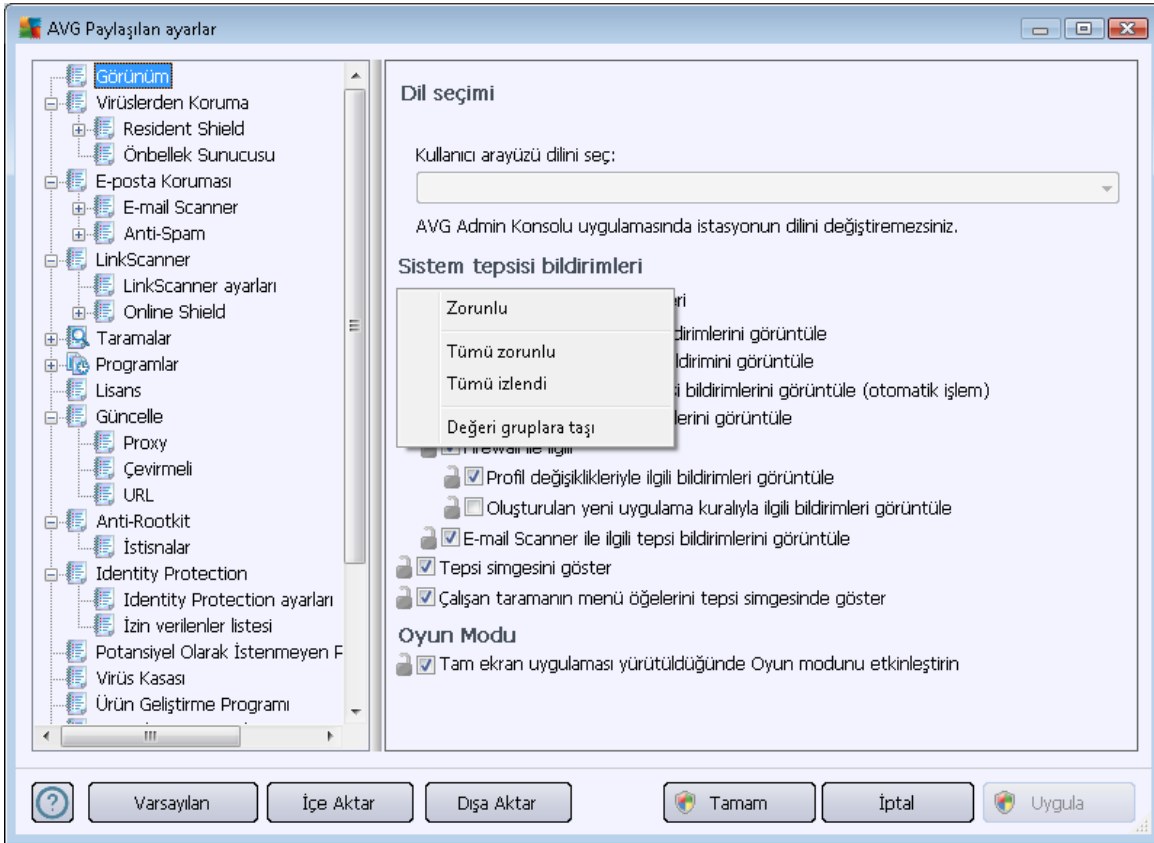 AVG Paylaşılan ayarlar
Görünüm
Virüslerden Koruma
Resident Shield
Önbellek Sunucusu
E-posta Koruması
E-mail Scanner
Anti-Spam
LinkScanner
LinkScanner ayarları
Online Shield
Taramalar
Programlar
Lisans
Güncelle
Proxy
Çevirmeli
URL
Anti-Rootkit
İstisnalar
Identity Protection
Identity Protection ayarları
İzin verilenler listesi
Potansiyel Olarak İstenmeyen P
Virüs Kasası
Ürün Geliştirme Programı
Dil seçimi
Kullanıcı arayüzü dilini seç:
AVG Admin Konsolu uygulamasında istasyonun dilini değiştiremezsiniz.
Sistem tepsisi bildirimleri
Zorunlu
Tümü zorunlu
Tümü izlendi
Değeri gruplara taşı
görüntüle
bildirimini görüntüle
bildirimlerini görüntüle (otomatik işlem)
görüntüle
Firewall ile ilgili
Profil değişiklikleriyle ilgili bildirimleri görüntüle
Oluşturulan yeni uygulama kuralıyla ilgili bildirimleri görüntüle
E-mail Scanner ile ilgili tepsi bildirimlerini görüntüle
Tepsi simgesini göster
Çalışan taramanın menü öğelerini tepsi simgesinde göster
Oyun Modu
Tam ekran uygulaması yürütüldüğünde Oyun modunu etkinleştirin
Varsayılan
İçe Aktar
Dışa Aktar
Tamam
İptal
Uygula